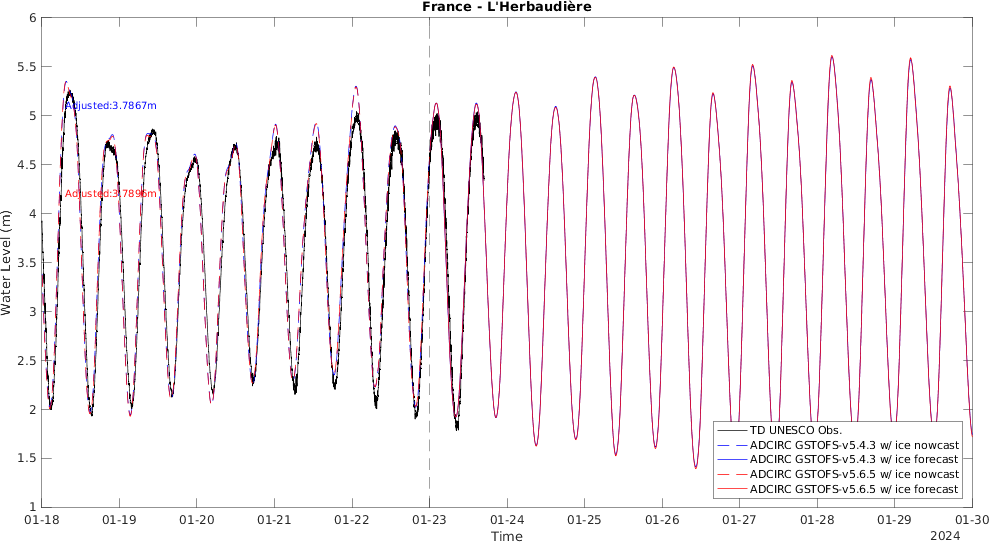 France - L'Herbaudière
6
5.5
5
4.5
4
3.5
3
2.5
2
1.5
1
Water Level (m)
Adjusted:3.7867m
Adjusted:3.7896m
TD UNESCO Obs.
ADCIRC GSTOFS-v5.4.3 w/ ice nowcast
ADCIRC GSTOFS-v5.4.3 w/ ice forecast
ADCIRC GSTOFS-v5.6.5 w/ ice nowcast
ADCIRC GSTOFS-v5.6.5 w/ ice forecast
01-18 01-19 01-20 01-21 01-22 01-23 01-24 01-25 01-26 01-27 01-28 01-29 01-30
Time
2024